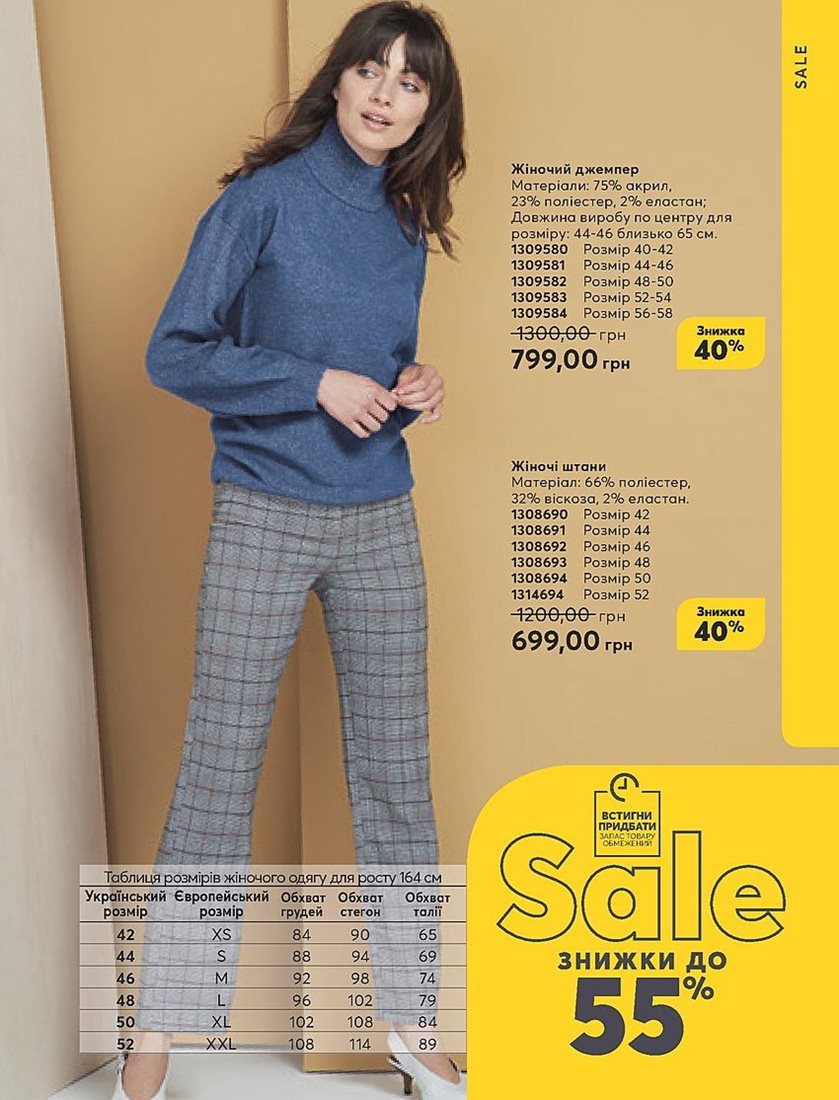 SALE
Жіночий джемпер
Матеріали: 75% акрил,
23% поліестер, 2% еластан;
Довжина виробу по центру для
розміру: 44-46 близько 65 см.
1309580 Розмір 40-42
1309581 Розмір 44-46
1309582 Розмір 48-50
1309583 Розмір 52-54
1309584 Розмір 56-58
1300,00 грн
799,00 грн
Знижка
40%
Жіночі штани
Матеріал: 66% поліестер,
32% віскоза, 2% еластан.
1308690 Розмір 42
1308691 Розмір 44
1308692 Розмір 46
1308693 Розмір 48
1308694 Розмір 50
1314694 Розмір 52
1200,00 грн
699,00 грн
Знижка
40%
Таблиця розмірів жіночого одягу для росту 164 см
Український Європейський Обхват Обхват Обхват
розмір розмір грудей стегон талії
42 XS 84 90 65
44 S 88 94 69
46 M 92 98 74
48 L 96 102 79
50 XL 102 108 84
52 XXL 108 114 89
ВСТИГНИ
ПРИДБАТИ
ЗАПАС ТОВАРУ
ОБМЕЖЕНИЙ
Sale
ЗНИЖКИ ДО
55%